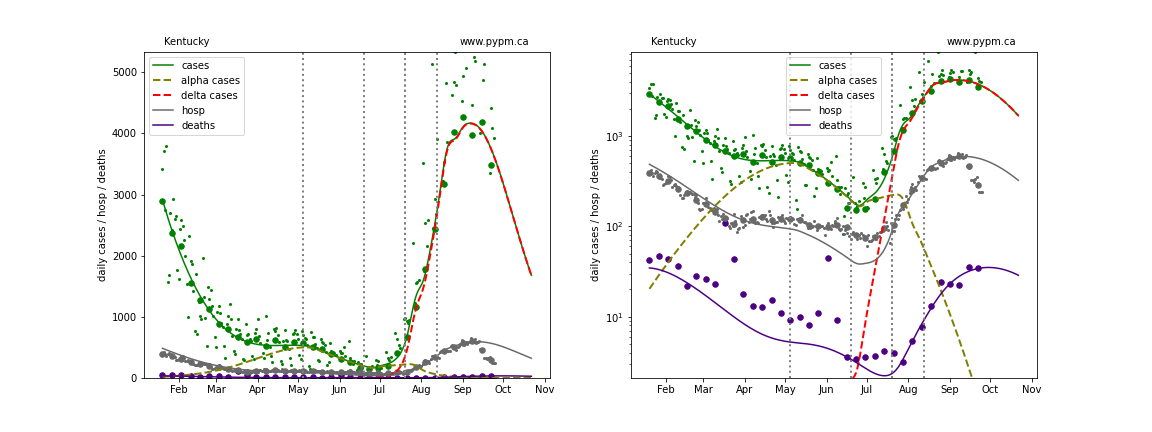 Kentucky www.pypm.ca
cases
alpha cases
delta cases
hosp
deaths
daily cases / hosp / deaths
5000
4000
3000
2000
1000
0
Feb Mar Apr May Jun Jul Aug Sep Oct Nov
Kentucky www.pypm.ca
cases
alpha cases
delta cases
hosp
deaths
daily cases / hosp / deaths
10³
10²
10¹
Feb Mar Apr May Jun Jul Aug Sep Oct Nov